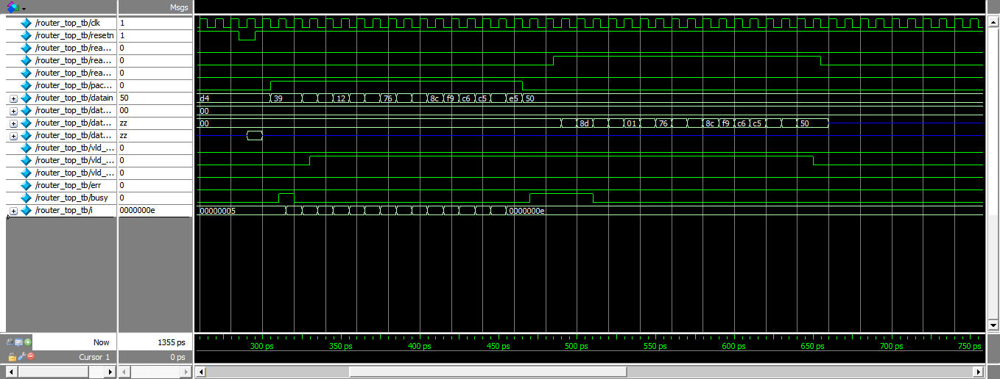 Msgs
/router_top_tb/clk 1
/router_top_tb/resetn 1
/router_top_tb/rea... 0
/router_top_tb/rea... 0
/router_top_tb/rea... 0
/router_top_tb/pac... 0
/router_top_tb/datain 50 d4 39 12 76 8c f9 c6 c5 e5 50
/router_top_tb/dat... 00 00
/router_top_tb/dat... zz 00 8d 01 76 8c f9 c6 c5 50
/router_top_tb/dat... zz
/router_top_tb/vld_... 0
/router_top_tb/vld_... 0
/router_top_tb/vld_... 0
/router_top_tb/err 0
/router_top_tb/busy 0
/router_top_tb/i 0000000e 00000005 0000000e
Now 1355 ps 300 ps 350 ps 400 ps 450 ps 500 ps 550 ps 600 ps 650 ps 700 ps 750 ps
Cursor 1 0 ps